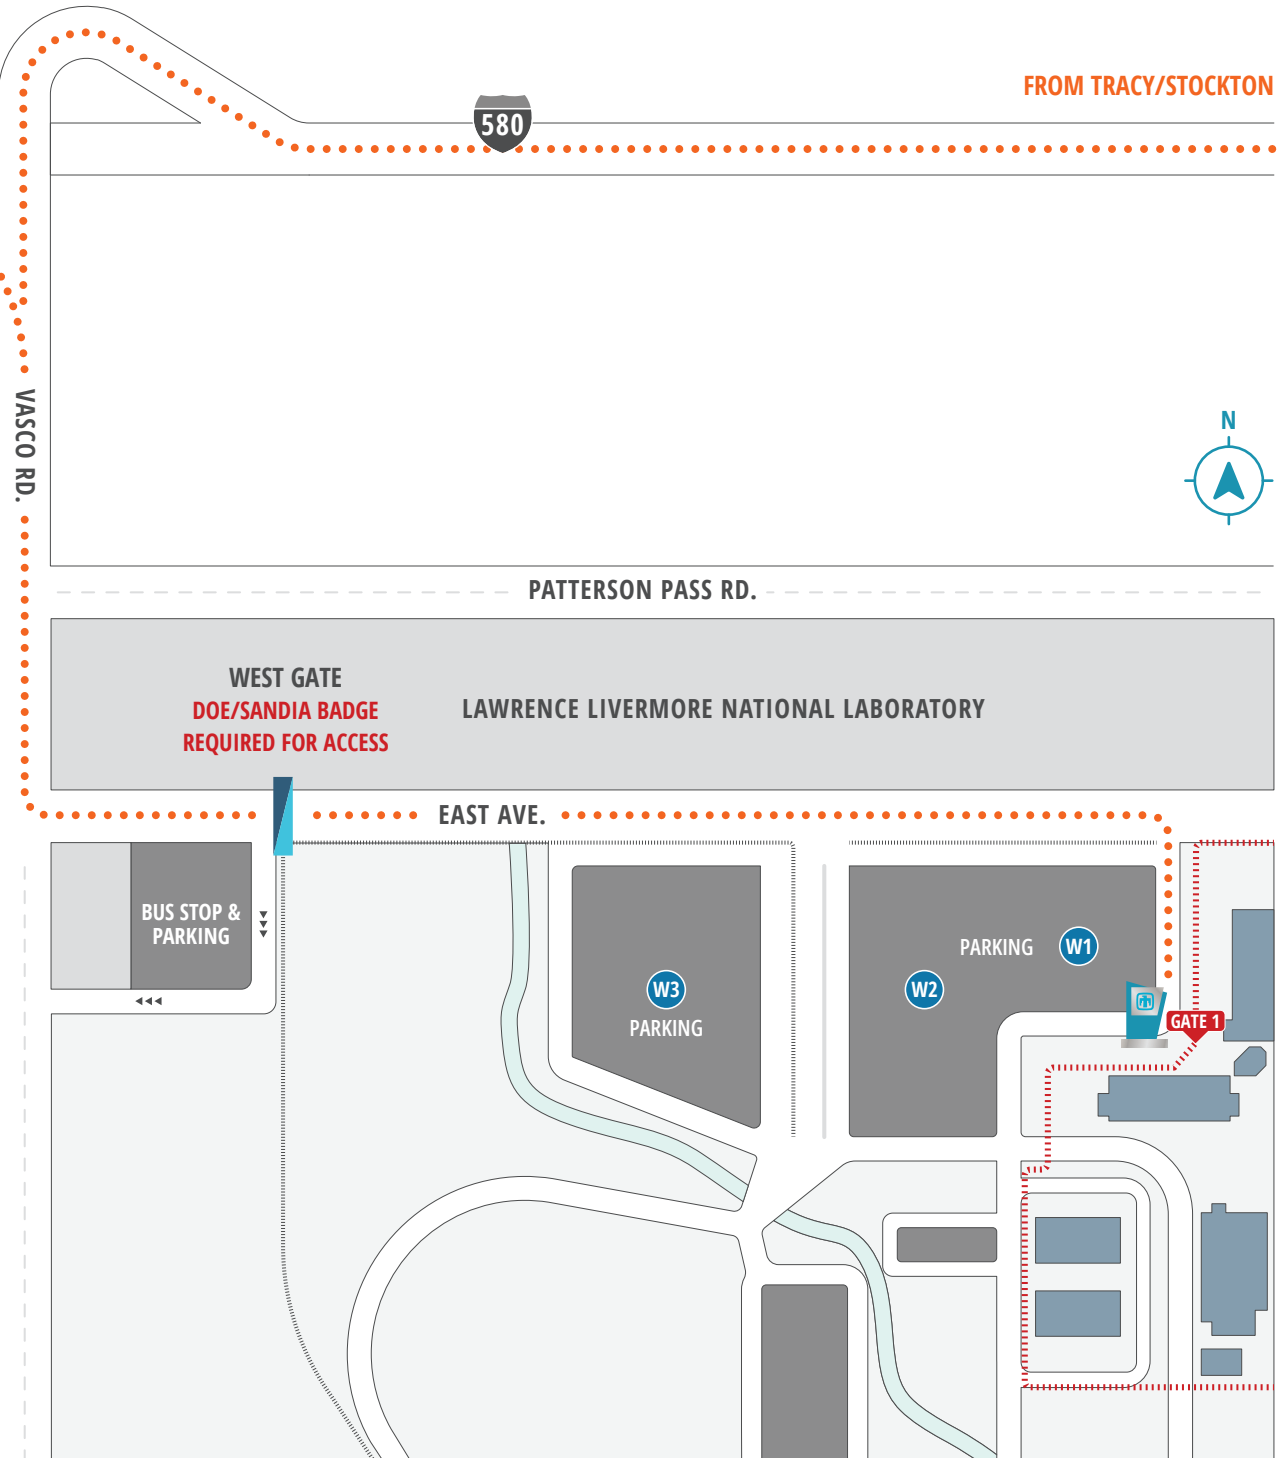 FROM TRACY/STOCKTON
580
VASCO RD.
N
PATTERSON PASS RD.
WEST GATE
DOE/SANDIA BADGE
REQUIRED FOR ACCESS
LAWRENCE LIVERMORE NATIONAL LABORATORY
EAST AVE.
BUS STOP &
PARKING
PARKING
W1
W2
W3
PARKING
GATE 1